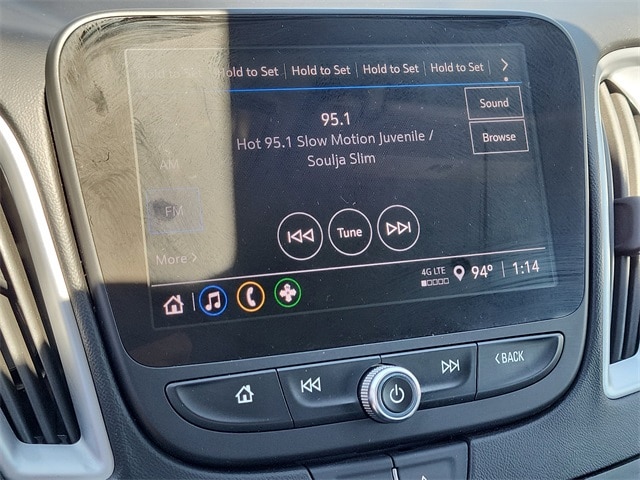 Hold to Set Hold to Set Hold to Set Hold to Set Hold to Set
Sound
95.1
Browse
Hot 95.1 Slow Motion Juvenile /
Soulja Slim
AM
FM
Tune
More
4G LTE 94° 1:14
BACK